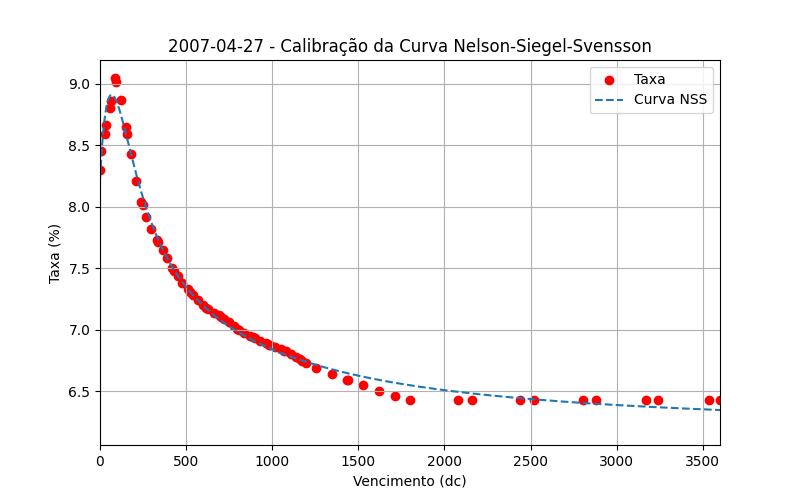 2007-04-27 - Calibração da Curva Nelson-Siegel-Svensson
Taxa
Curva NSS
Taxa (%)
9.0
8.5
8.0
7.5
7.0
6.5
0 500 1000 1500 2000 2500 3000 3500
Vencimento (dc)